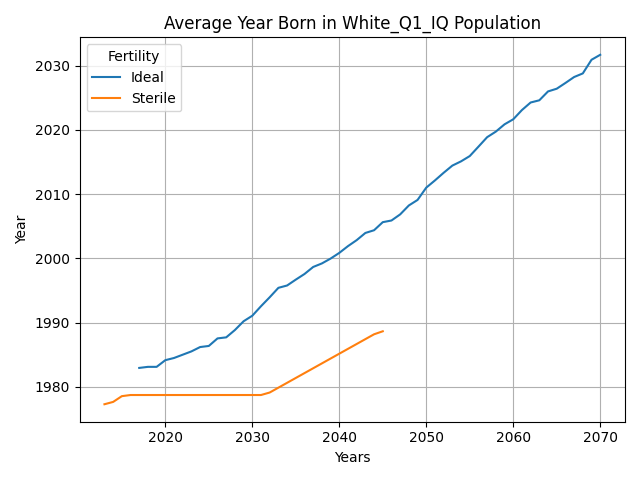 Average Year Born in White_Q1_IQ Population
Fertility
Ideal
Sterile
Year
2030
2020
2010
2000
1990
1980
2020
2030
2040
2050
2060
2070
Years